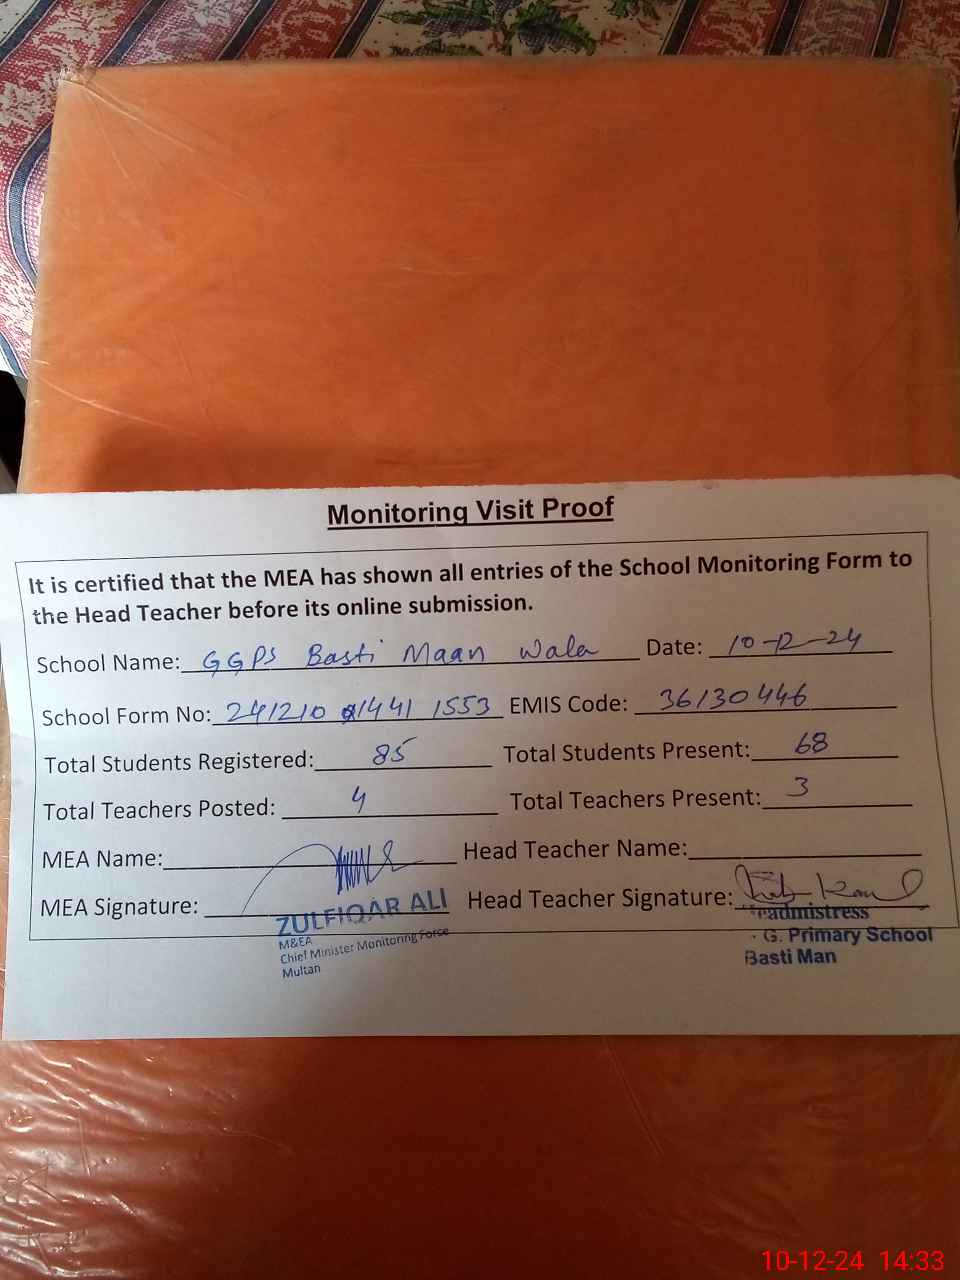 Monitoring Visit Proof
It is certified that the MEA has shown all entries of the School Monitoring Form to
the Head Teacher before its online submission.
School Name: GGPS Basti Maan Wala Date: 10-12-24
School Form No: 241210 1441 1553 EMIS Code: 36130446
Total Students Registered: 85 Total Students Present: 68
Total Teachers Posted: 4 Total Teachers Present: 3
MEA Name: Head Teacher Name:
MEA Signature: Head Teacher Signature:
ZULFIQAR ALI
M&EA
Chief Minister Monitoring Force
Multan
eadmistress
G. Primary School
Basti Man
10-12-24 14:33